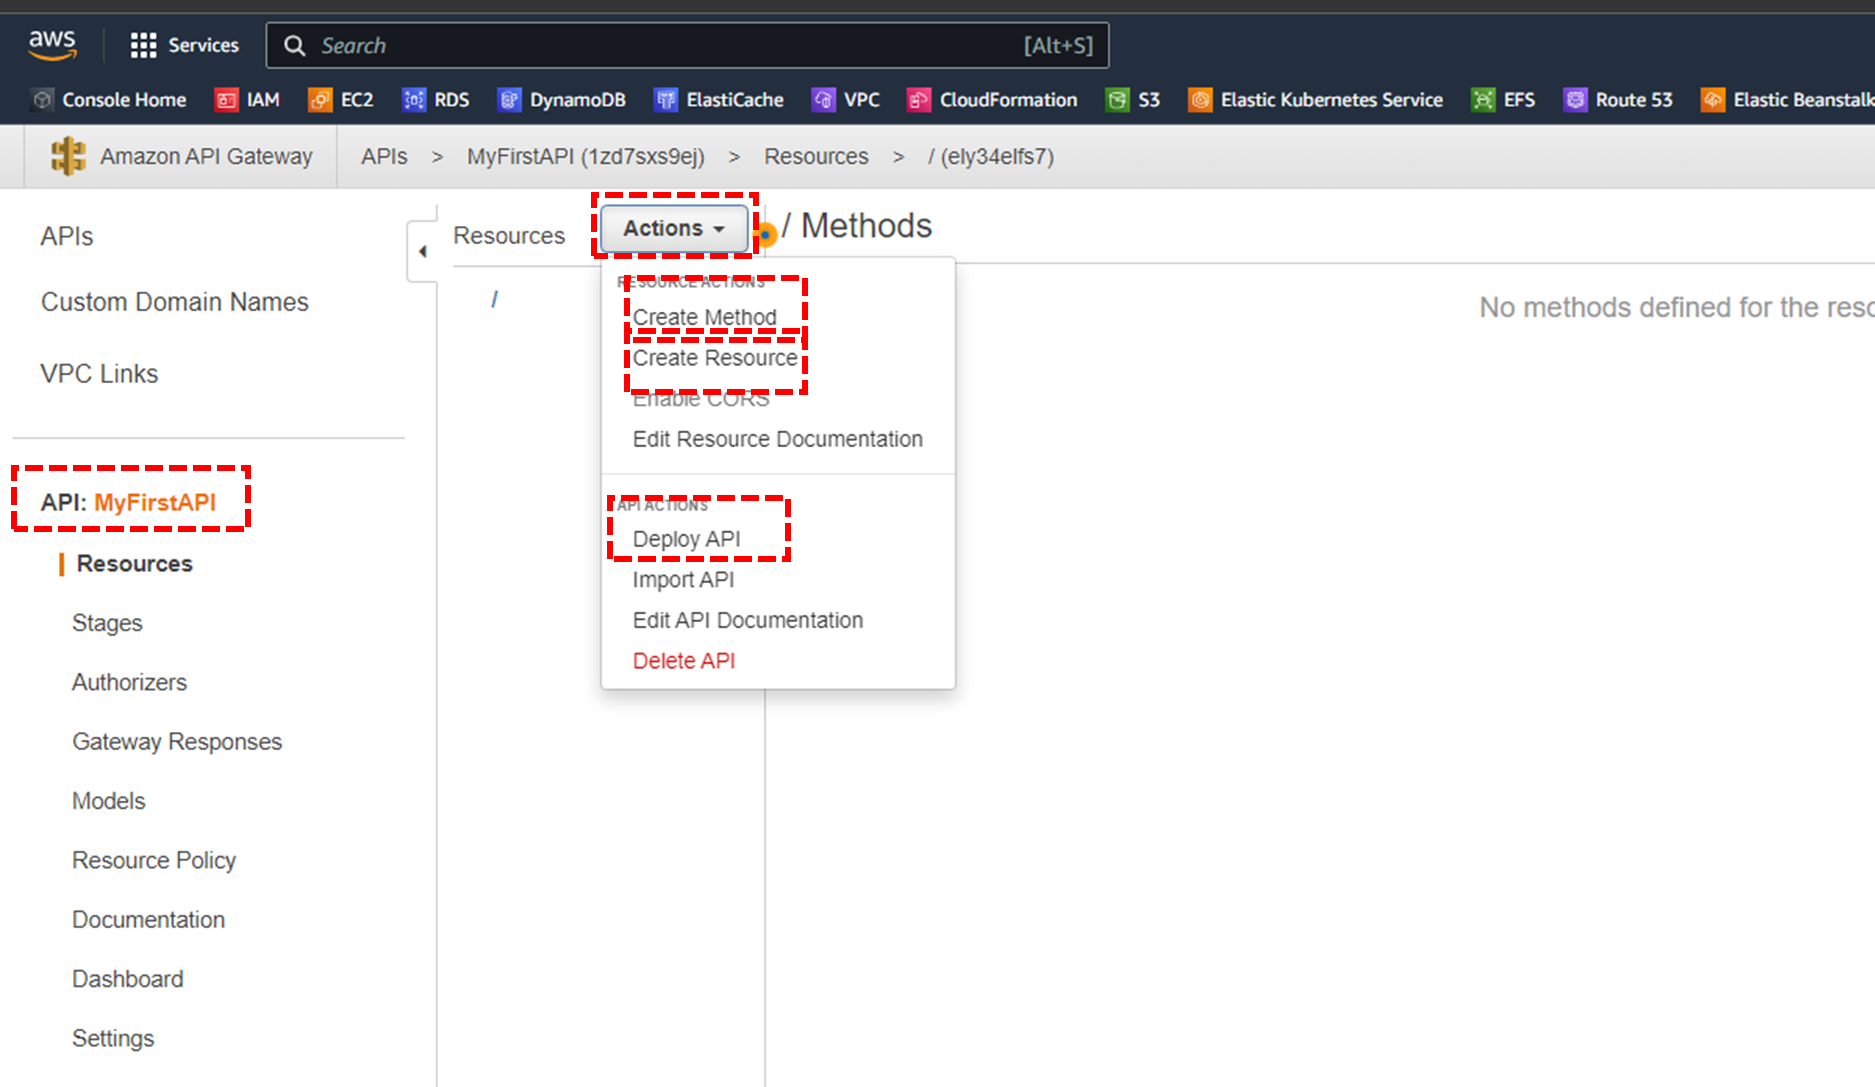 aws Services Search [Alt+S]
Console Home IAM EC2 RDS DynamoDB ElastiCache VPC CloudFormation S3 Elastic Kubernetes Service EFS Route 53 Elastic Beanstalk
Amazon API Gateway APIs > MyFirstAPI (1zd7sxs9ej) > Resources > / (ely34elfs7)
APIs
Custom Domain Names
VPC Links
API: MyFirstAPI
Resources
Stages
Authorizers
Gateway Responses
Models
Resource Policy
Documentation
Dashboard
Settings
Resources
/
Actions
RESOURCE ACTIONS
Create Method
Create Resource
Enable CORS
Edit Resource Documentation
API ACTIONS
Deploy API
Import API
Edit API Documentation
Delete API
/ Methods
No methods defined for the reso